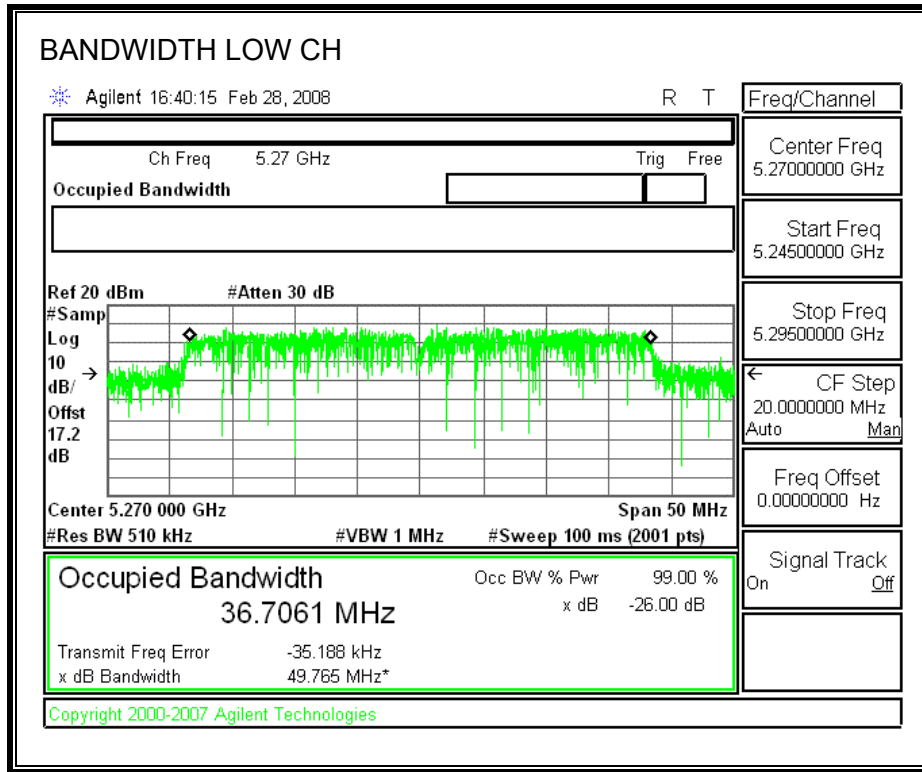 BANDWIDTH LOW CH
Agilent 16:40:15 Feb 28, 2008 R T
Freq/Channel
Ch Freq 5.27 GHz Trig Free
Occupied Bandwidth
Center Freq
5.27000000 GHz
Start Freq
5.24500000 GHz
Stop Freq
5.29500000 GHz
CF Step
20.0000000 MHz
Auto Man
Freq Offset
0.00000000 Hz
Signal Track
On Off
Ref 20 dBm #Atten 30 dB
#Samp
Log
10
dB/
Offst
17.2
dB
Center 5.270 000 GHz Span 50 MHz
#Res BW 510 kHz #VBW 1 MHz #Sweep 100 ms (2001 pts)
Occupied Bandwidth Occ BW % Pwr 99.00 %
36.7061 MHz x dB -26.00 dB
Transmit Freq Error -35.188 kHz
x dB Bandwidth 49.765 MHz*
Copyright 2000-2007 Agilent Technologies